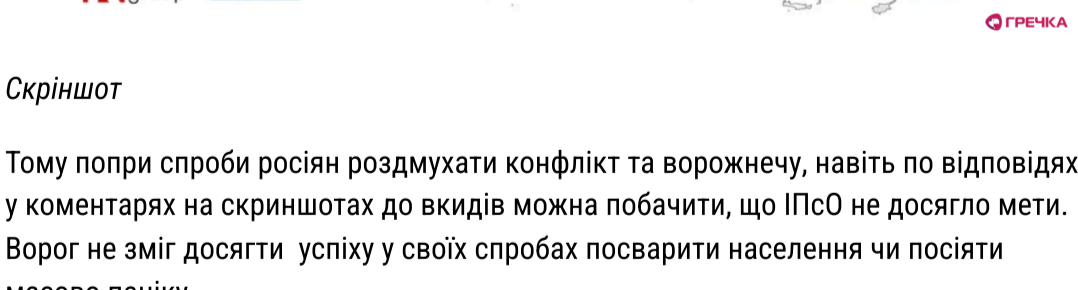 ГРЕЧКА
Скріншот
Тому попри спроби росіян роздмухати конфлікт та ворожнечу, навіть по відповідях
у коментарях на скриншотах до вкидів можна побачити, що ІПсО не досягло мети.
Ворог не зміг досягти  успіху у своїх спробах посварити населення чи посіяти